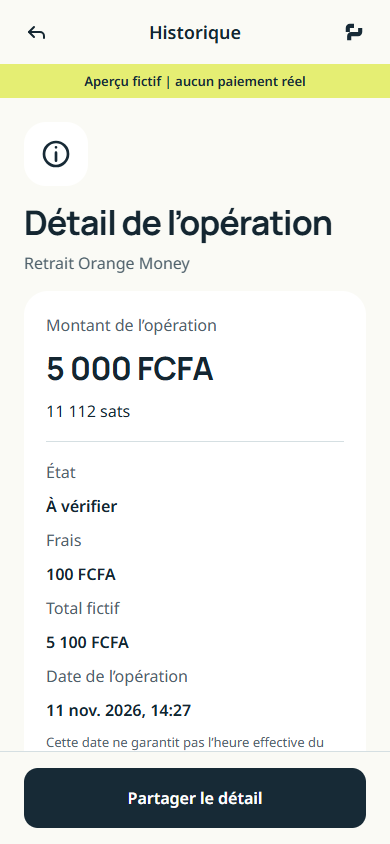 Historique
Aperçu fictif | aucun paiement réel
Détail de l’opération
Retrait Orange Money
Montant de l’opération
5 000 FCFA
11 112 sats
État
À vérifier
Frais
100 FCFA
Total fictif
5 100 FCFA
Date de l’opération
11 nov. 2026, 14:27
Cette date ne garantit pas l’heure effective du
Partager le détail